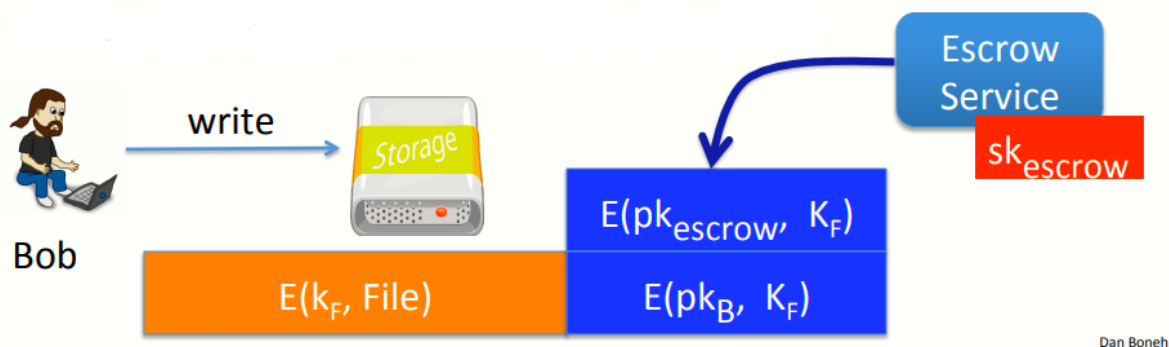 Escrow
Service
sk_escrow
write
Storage
E(pk_escrow, K_F)
Bob
E(k_F, File)
E(pk_B, K_F)
Dan Boneh